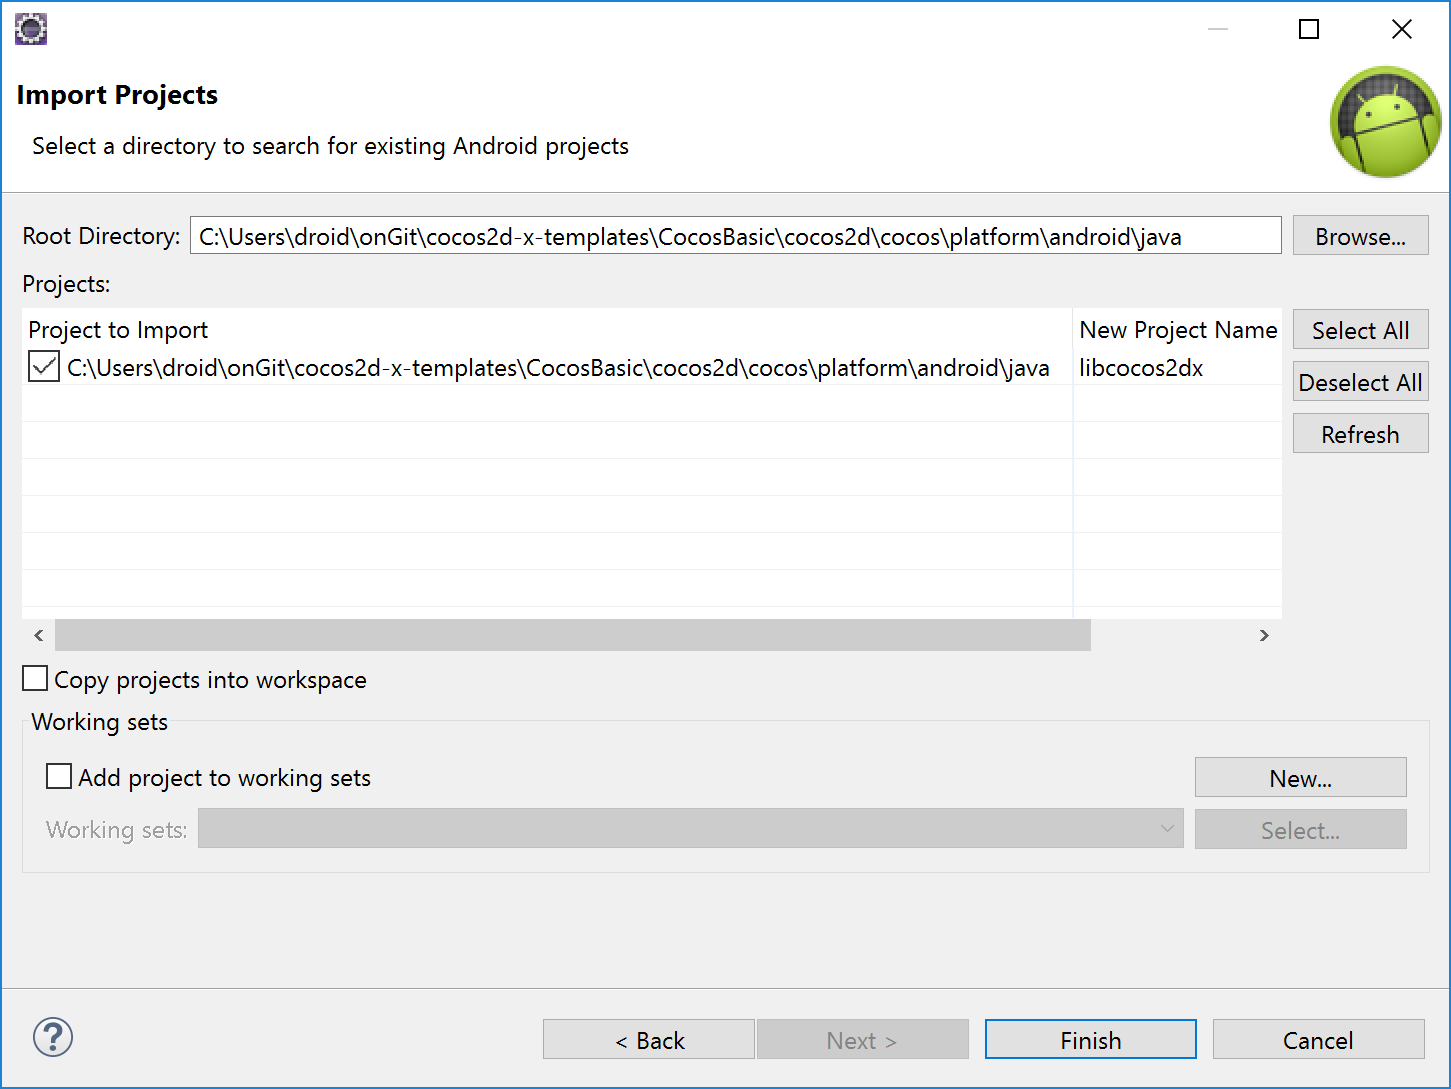 Import Projects
Select a directory to search for existing Android projects
Root Directory: C:\Users\droid\onGit\cocos2d-x-templates\CocosBasic\cocos2d\cocos\platform\android\java Browse...
Projects:
Project to Import New Project Name Select All
C:\Users\droid\onGit\cocos2d-x-templates\CocosBasic\cocos2d\cocos\platform\android\java libcocos2dx
Deselect All
Refresh
Copy projects into workspace
Working sets
Add project to working sets New...
Working sets: Select...
? < Back Next > Finish Cancel